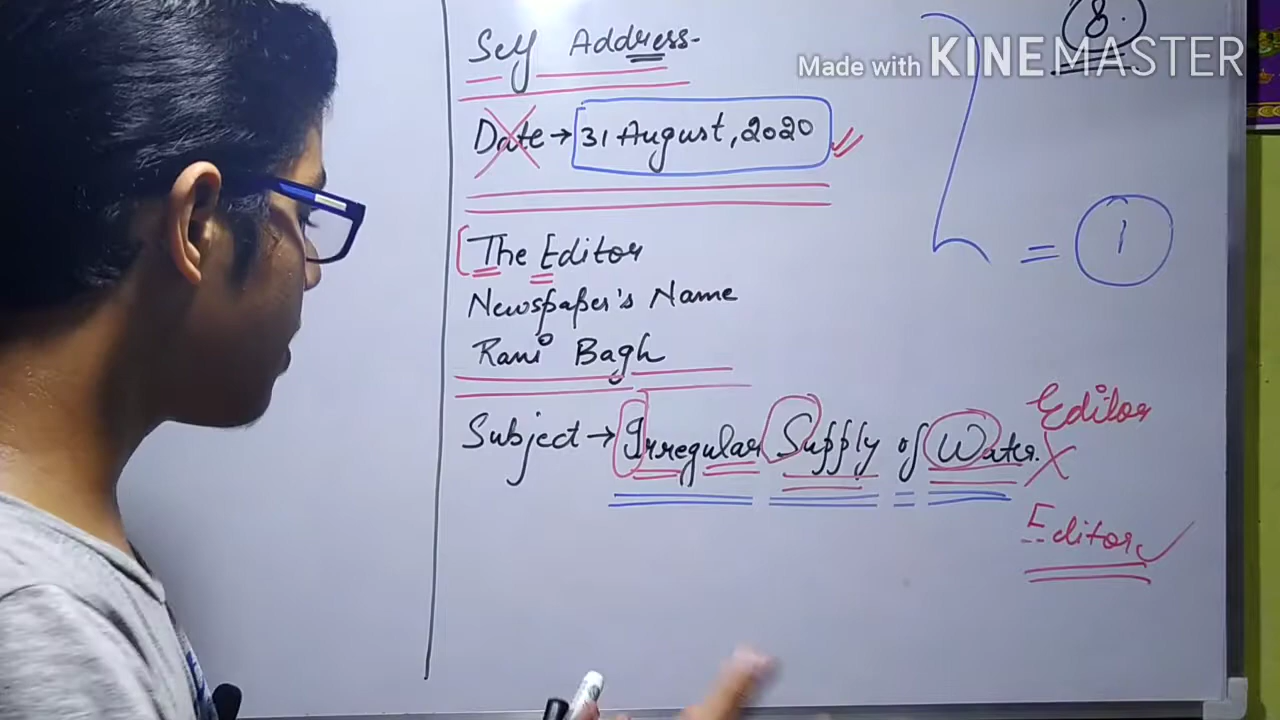 Self Address-
8.
Made with KINEMASTER
Date → 31 August, 2020
The Editor
= 1
Newspaper's Name
Rani Bagh
Subject → Irregular Supply of Water.
Editor
X
Editor